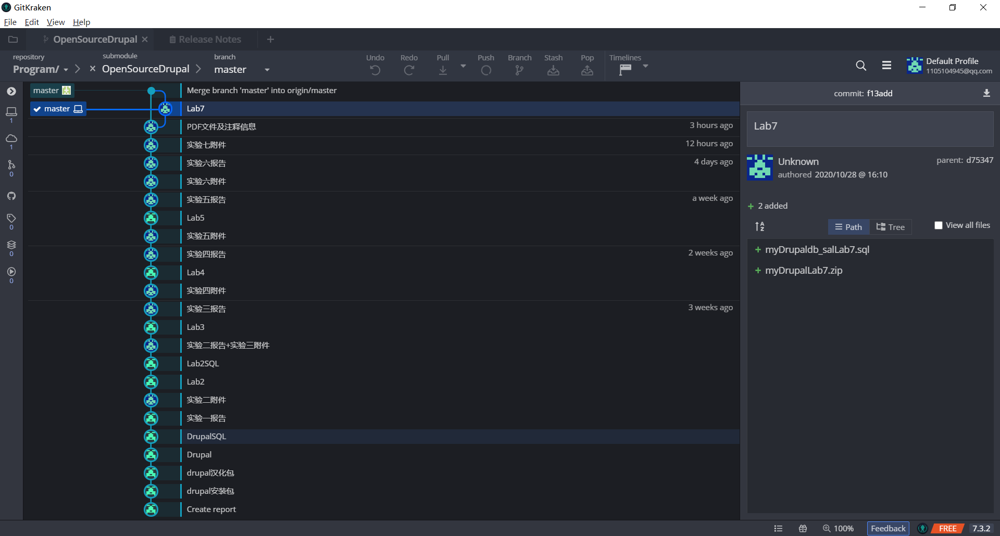 GitKraken
File Edit View Help
OpenSourceDrupal
Release Notes
repository
Program/
submodule
OpenSourceDrupal
branch
master
Undo
Redo
Pull
Push
Branch
Stash
Pop
Timelines
Default Profile
1105104945@qq.com
1
1
0
0
0
0
master
Merge branch 'master' into origin/master
master
Lab7
PDF文件及注释信息
3 hours ago
实验七附件
12 hours ago
实验六报告
4 days ago
实验六附件
实验五报告
a week ago
Lab5
实验五附件
实验四报告
2 weeks ago
Lab4
实验四附件
实验三报告
3 weeks ago
Lab3
实验二报告+实验三附件
Lab2SQL
Lab2
实验二附件
实验一报告
DrupalSQL
Drupal
drupal汉化包
drupal安装包
Create report
commit: f13add
Lab7
Unknown
authored 2020/10/28 @ 16:10
parent: d75347
2 added
A
Z
Path
Tree
View all files
myDrupaldb_salLab7.sql
myDrupalLab7.zip
100%
Feedback
FREE
7.3.2